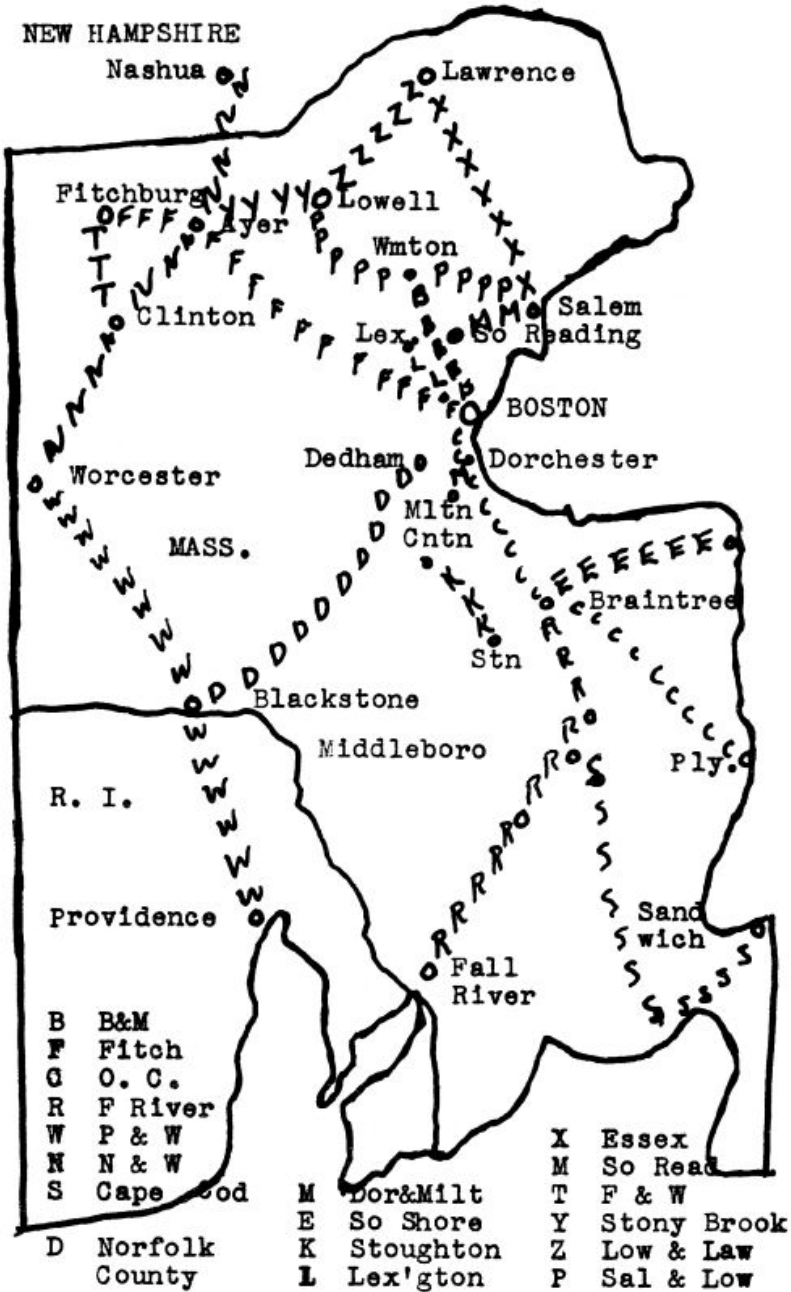 NEW HAMPSHIRE
Nashua
Lawrence
Fitchburg
Ayer
Lowell
Wmton
Clinton
Salem
Lex
So Reading
BOSTON
Dedham
Dorchester
Worcester
Mltn
Cntn
MASS.
Braintree
Stn
Blackstone
Middleboro
Ply.
R. I.
Providence
Sand
wich
Fall
River
B B&M
F Fitch
C O. C.
R F River
W P & W
N N & W
S Cape Cod
D Norfolk
County
M Dor&Milt
E So Shore
K Stoughton
L Lex'gton
X Essex
M So Read
T F & W
Y Stony Brook
Z Low & Law
P Sal & Low